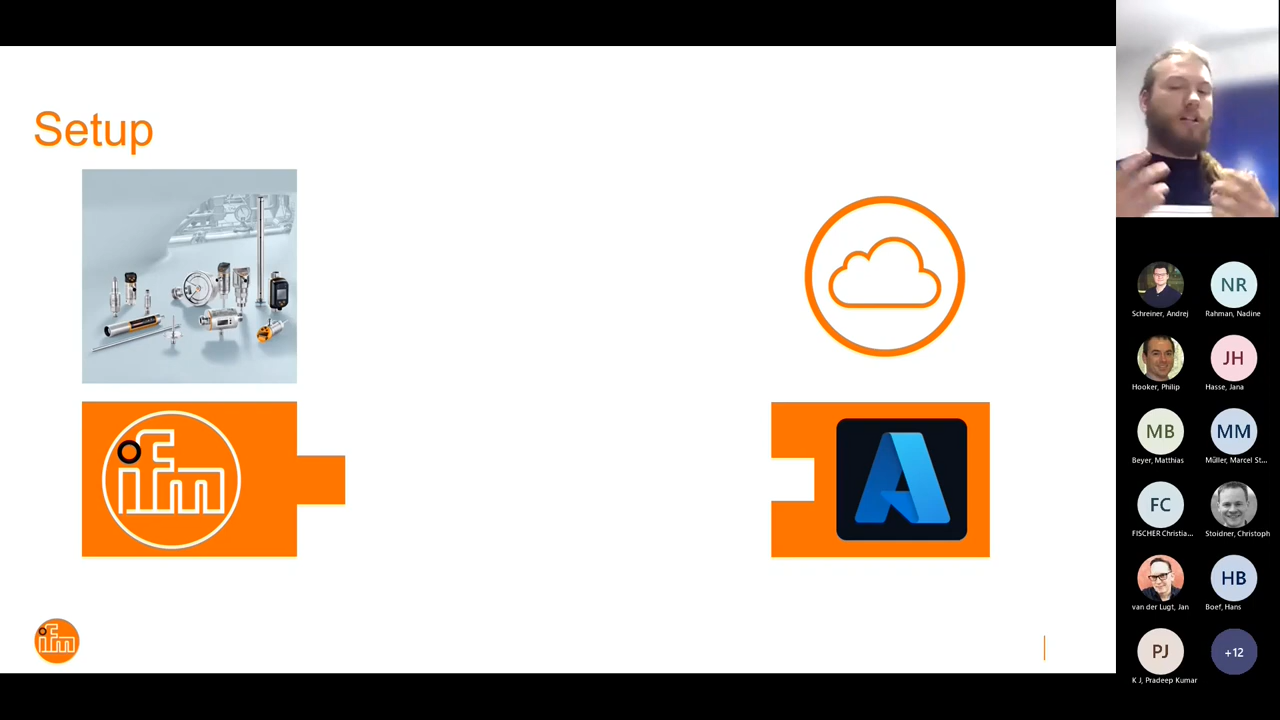 Setup
ifm
ifm
Schreiner, Andrej
NR
Rahman, Nadine
Hooker, Philip
JH
Hasse, Jana
MB
Beyer, Matthias
MM
Müller, Marcel St...
FC
FISCHER Christia...
Stoidner, Christoph
van der Lugt, Jan
HB
Boef, Hans
PJ
K J, Pradeep Kumar
+12